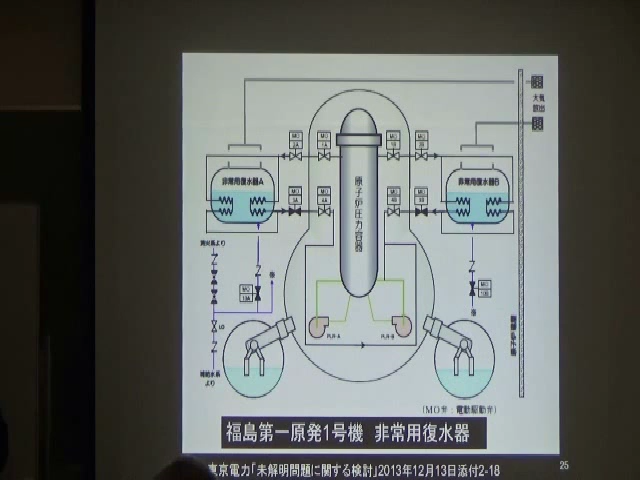 大気
放出
MO
2A
MO
1A
MO
1B
MO
2B
非常用復水器A
非常用復水器B
原子炉圧力容器
MO
3A
MO
4A
MO
4B
MO
3B
消火系より
MO
10A
MO
10B
LO
PLR-A
PLR-B
補給水系
より
(MO弁:電動駆動弁)
福島第一原発1号機 非常用復水器
東京電力「未解明問題に関する検討」2013年12月13日添付2-18
25